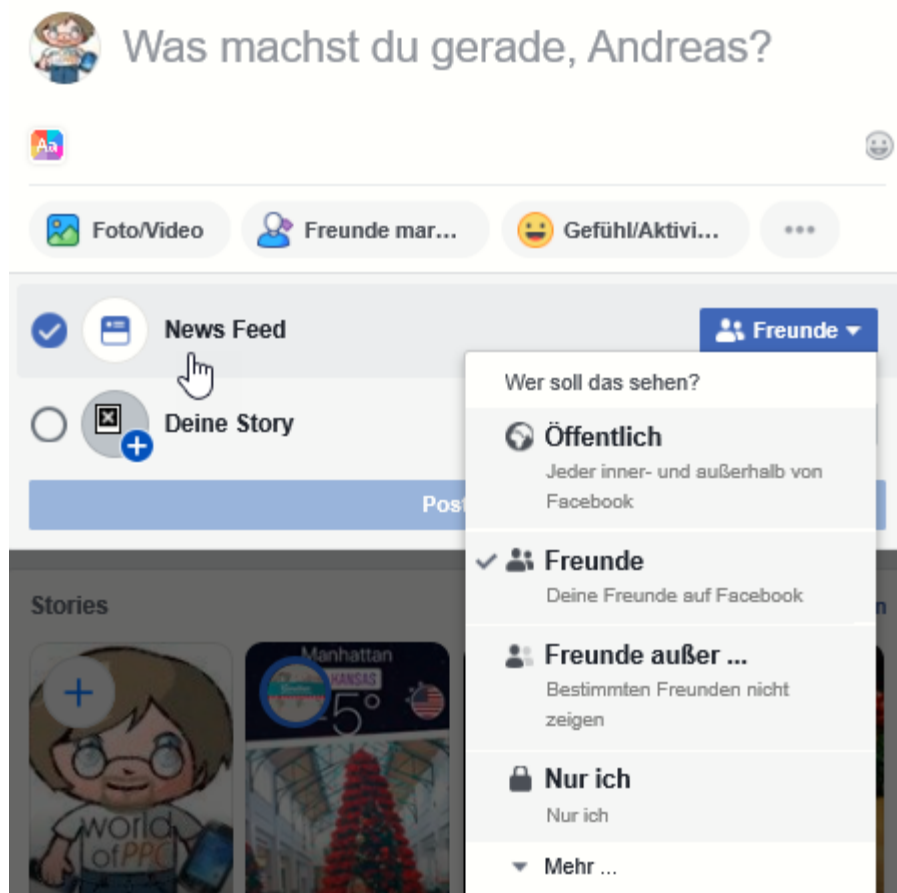 Was machst du gerade, Andreas?
Aa
Foto/Video
Freunde mar...
Gefühl/Aktivi...
News Feed
Freunde
Deine Story
Wer soll das sehen?
Öffentlich
Jeder inner- und außerhalb von
Facebook
Freunde
Deine Freunde auf Facebook
Freunde außer ...
Bestimmten Freunden nicht
zeigen
Nur ich
Nur ich
Mehr ...
Stories
Manhattan
KANSAS
-5°
world
of PPC